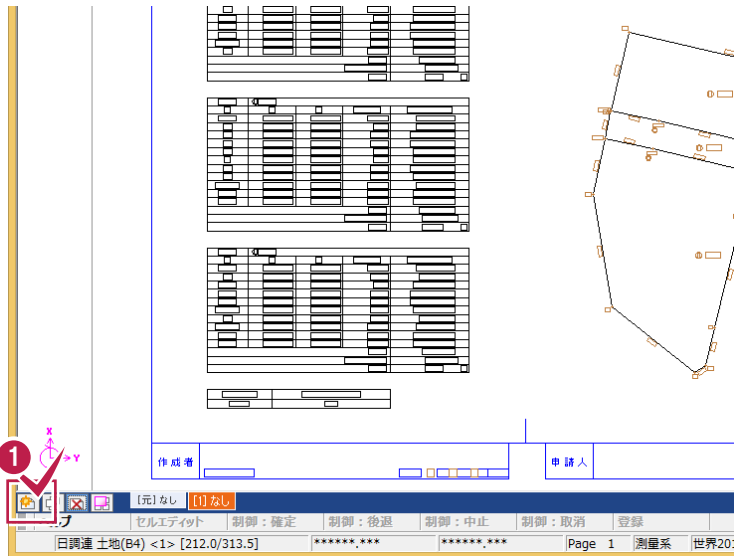 X
Y
1
作成者
申請人
[元] なし
[1] なし
セルエディット
制御：確定
制御：後退
制御：中止
制御：取消
登録
日調連 土地(B4) <1> [212.0/313.5]
******.***
******.***
Page 1
測量系